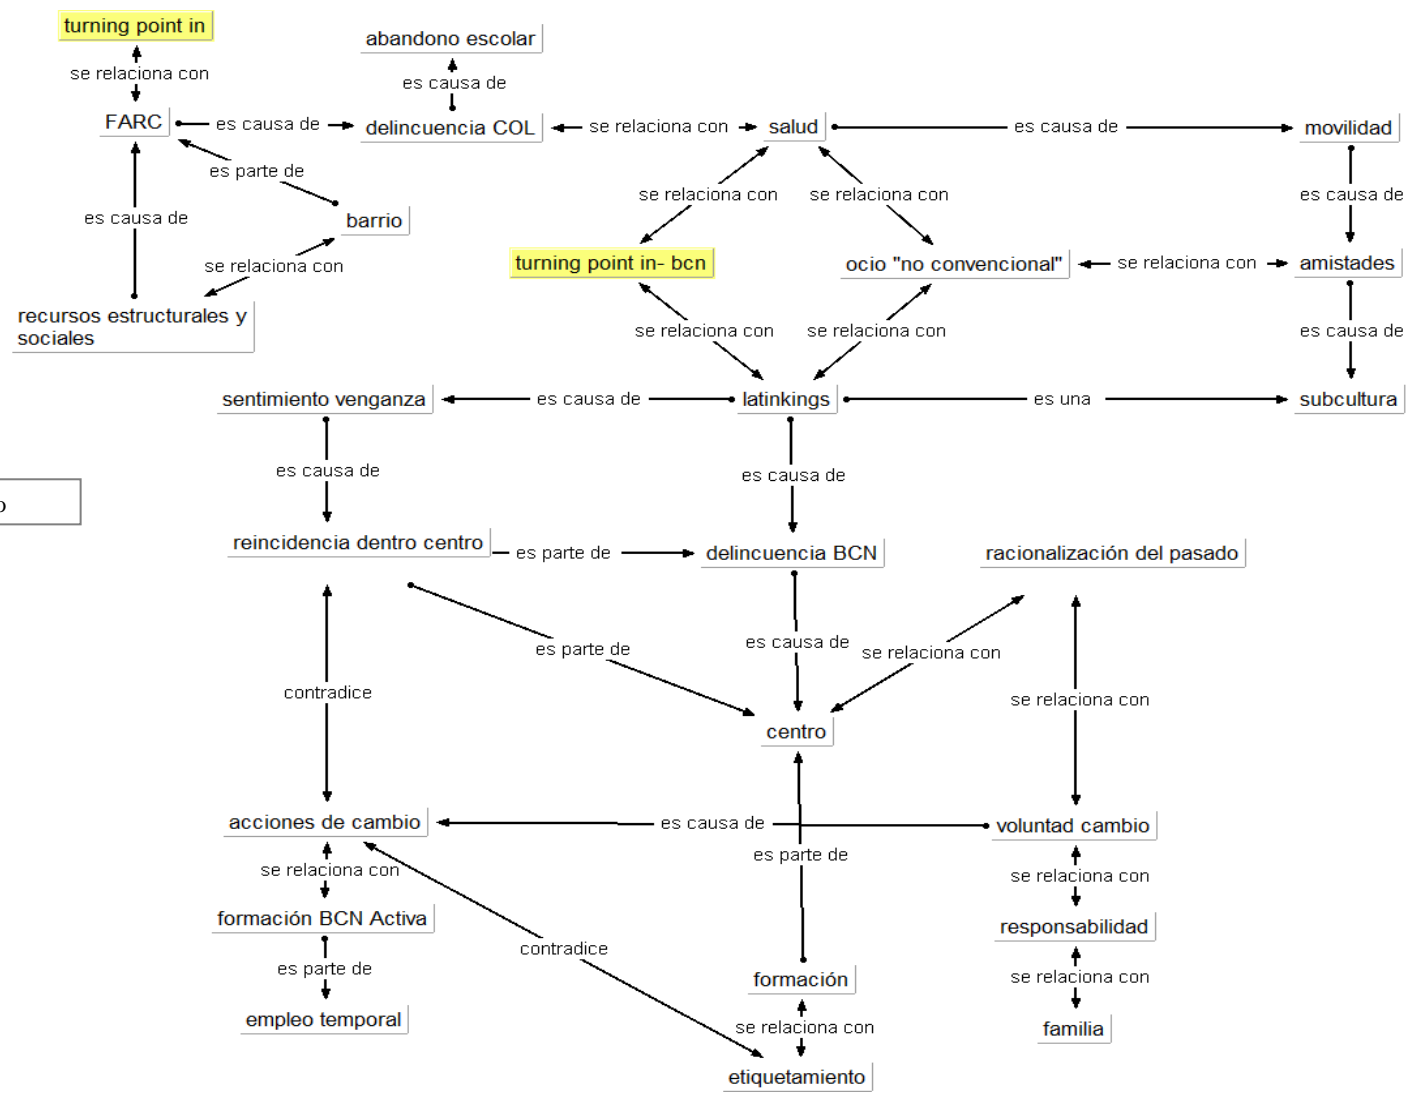 turning point in
abandono escolar
se relaciona con
es causa de
FARC
es causa de
delincuencia COL
se relaciona con
salud
es causa de
movilidad
es parte de
se relaciona con
se relaciona con
es causa de
es causa de
barrio
se relaciona con
turning point in- bcn
ocio "no convencional"
se relaciona con
amistades
recursos estructurales y
sociales
se relaciona con
se relaciona con
es causa de
sentimiento venganza
es causa de
latinkings
es una
subcultura
es causa de
es causa de
o
reincidencia dentro centro
es parte de
delincuencia BCN
racionalización del pasado
es parte de
es causa de
se relaciona con
contradice
se relaciona con
centro
acciones de cambio
es causa de
voluntad cambio
es parte de
se relaciona con
se relaciona con
formación BCN Activa
responsabilidad
contradice
es parte de
formación
se relaciona con
empleo temporal
se relaciona con
familia
etiquetamiento